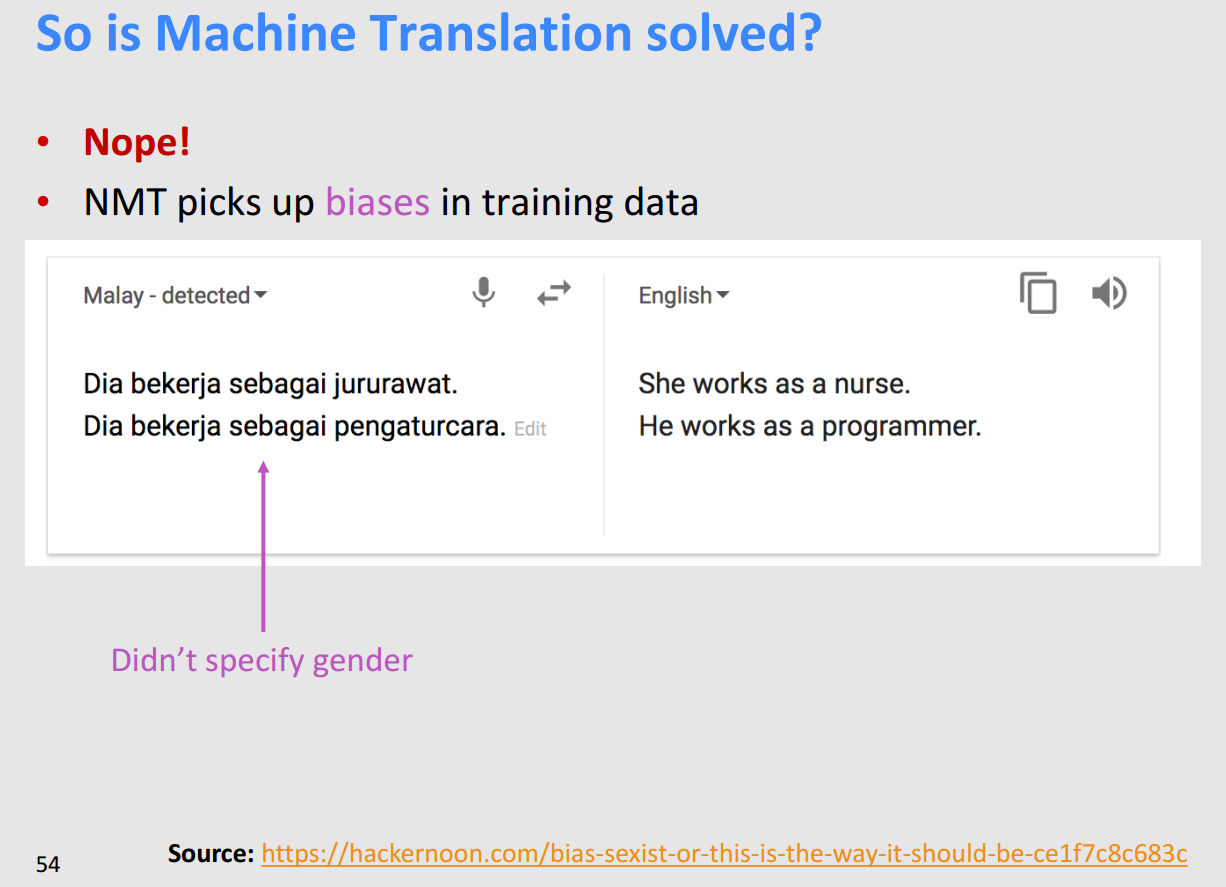 So is Machine Translation solved?
• Nope!
• NMT picks up biases in training data
Malay - detected
English
Dia bekerja sebagai jururawat.
Dia bekerja sebagai pengaturcara. Edit
She works as a nurse.
He works as a programmer.
Didn't specify gender
Source: https://hackernoon.com/bias-sexist-or-this-is-the-way-it-should-be-ce1f7c8c683c
54